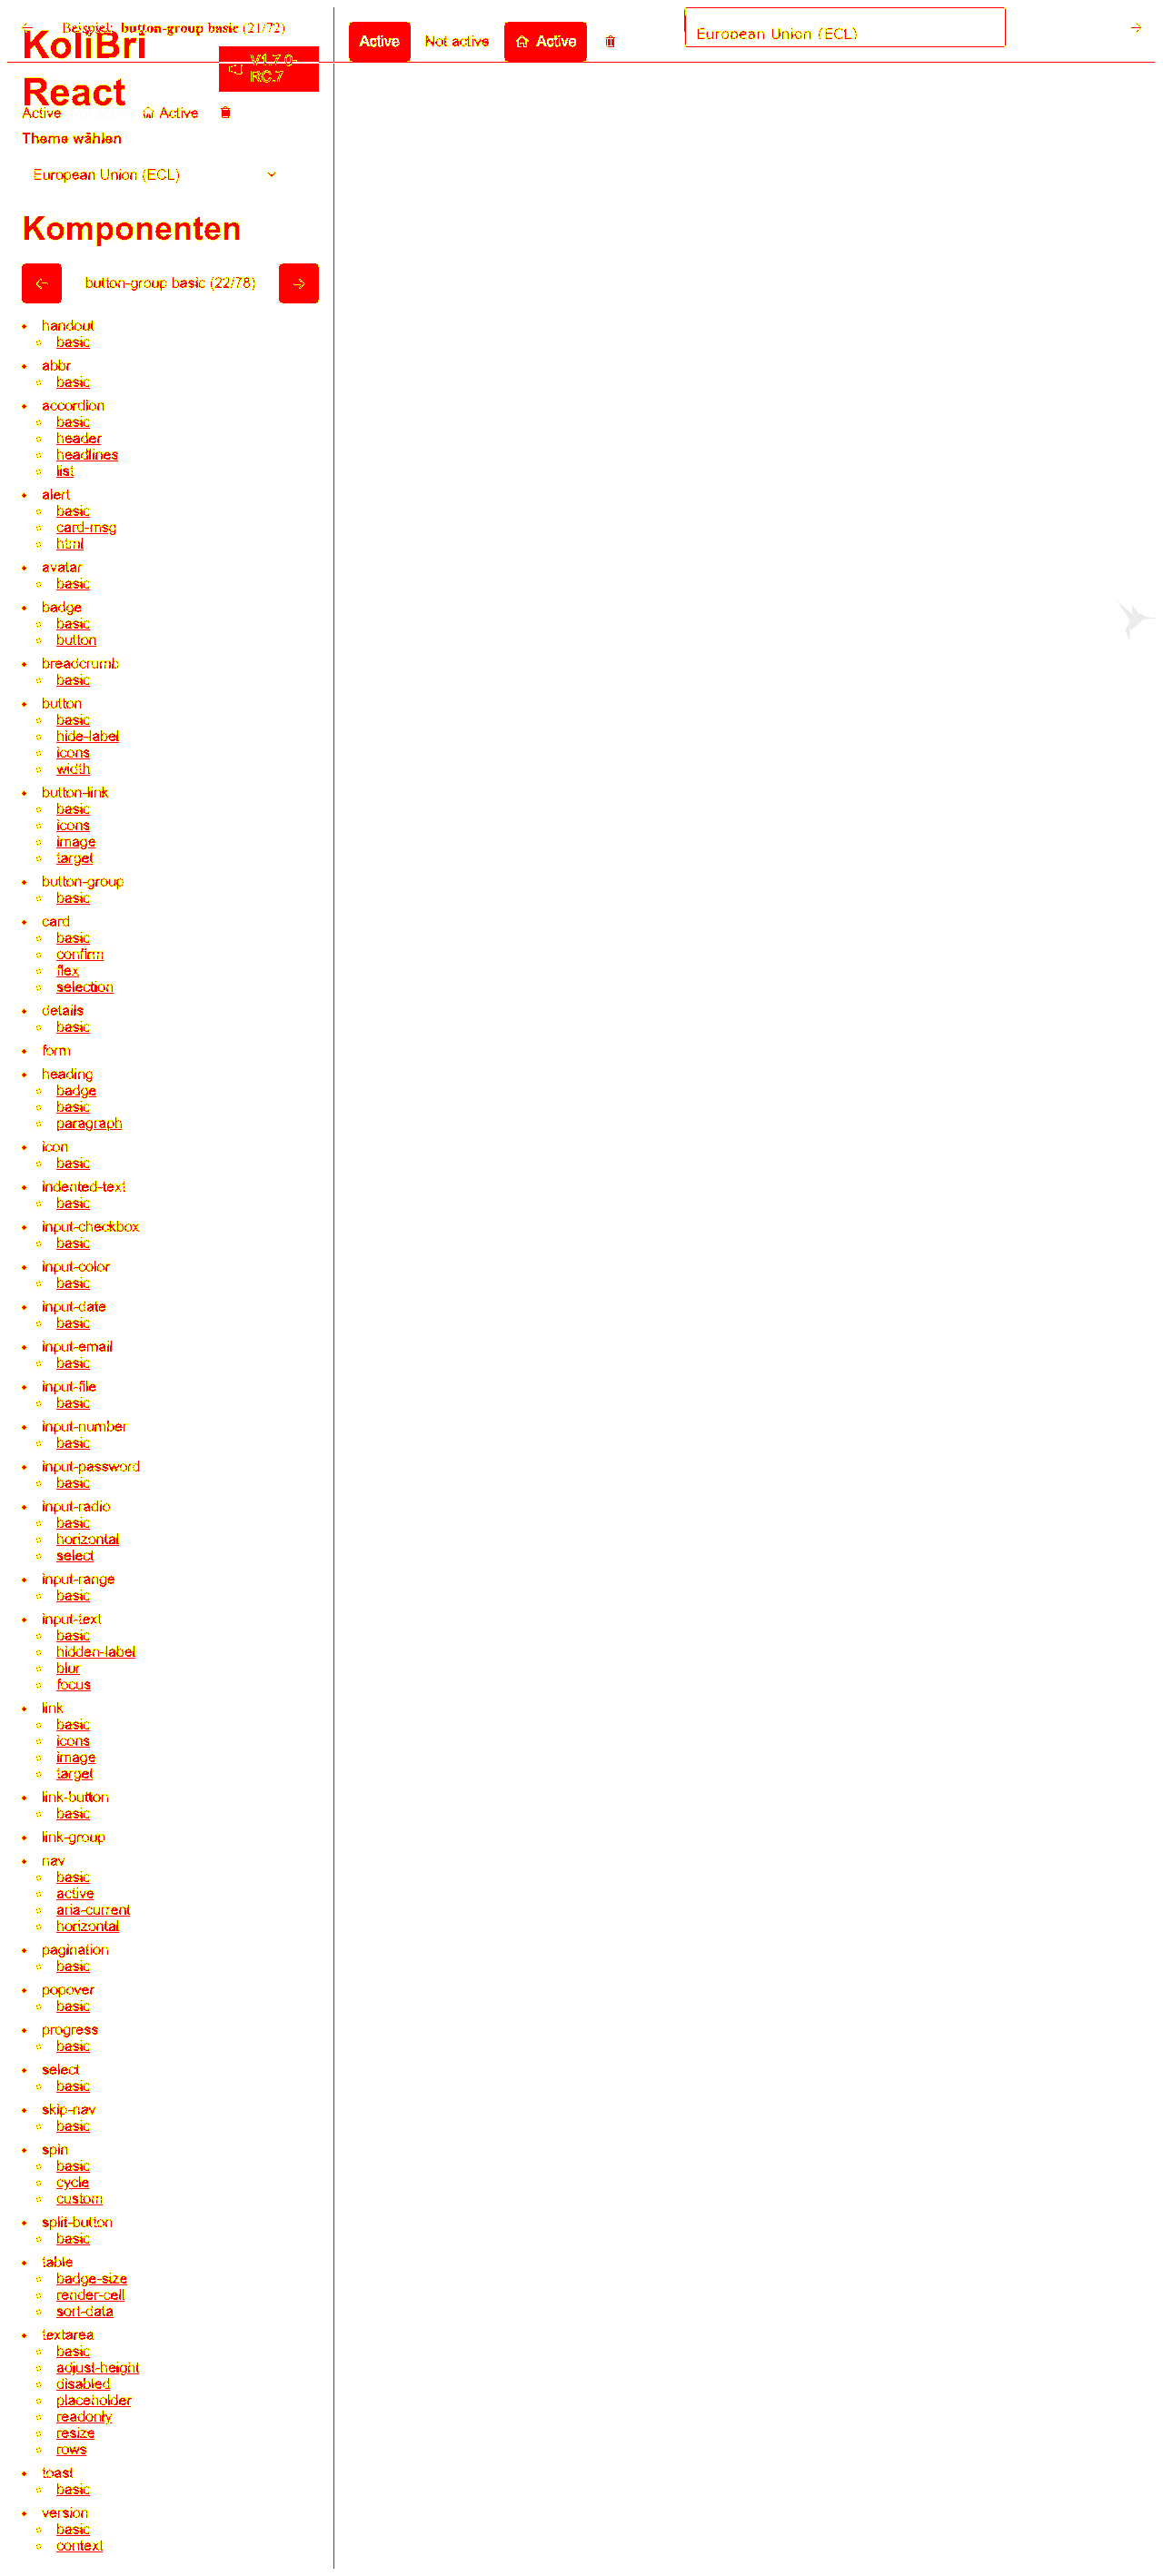 Beispiel: button-group basic (21/72)
Active Not active Active
European Union (ECL)
KoliBri
React
V1.7.0-
RC.7
Active Active
Theme wählen
European Union (ECL)
Komponenten
button-group basic (22/78)
handout
basic
abbr
basic
accordion
basic
header
headlines
list
alert
basic
card-msg
html
avatar
basic
badge
basic
button
breadcrumb
basic
button
basic
hide-label
icons
width
button-link
basic
icons
image
target
button-group
basic
card
basic
confirm
flex
selection
details
basic
form
heading
badge
basic
paragraph
icon
basic
indented-text
basic
input-checkbox
basic
input-color
basic
input-date
basic
input-email
basic
input-file
basic
input-number
basic
input-password
basic
input-radio
basic
horizontal
select
input-range
basic
input-text
basic
hidden-label
blur
focus
link
basic
icons
image
target
link-button
basic
link-group
nav
basic
active
aria-current
horizontal
pagination
basic
popover
basic
progress
basic
select
basic
skip-nav
basic
spin
basic
cycle
custom
split-button
basic
table
badge-size
render-cell
sort-data
textarea
basic
adjust-height
disabled
placeholder
readonly
resize
rows
toast
basic
version
basic
context